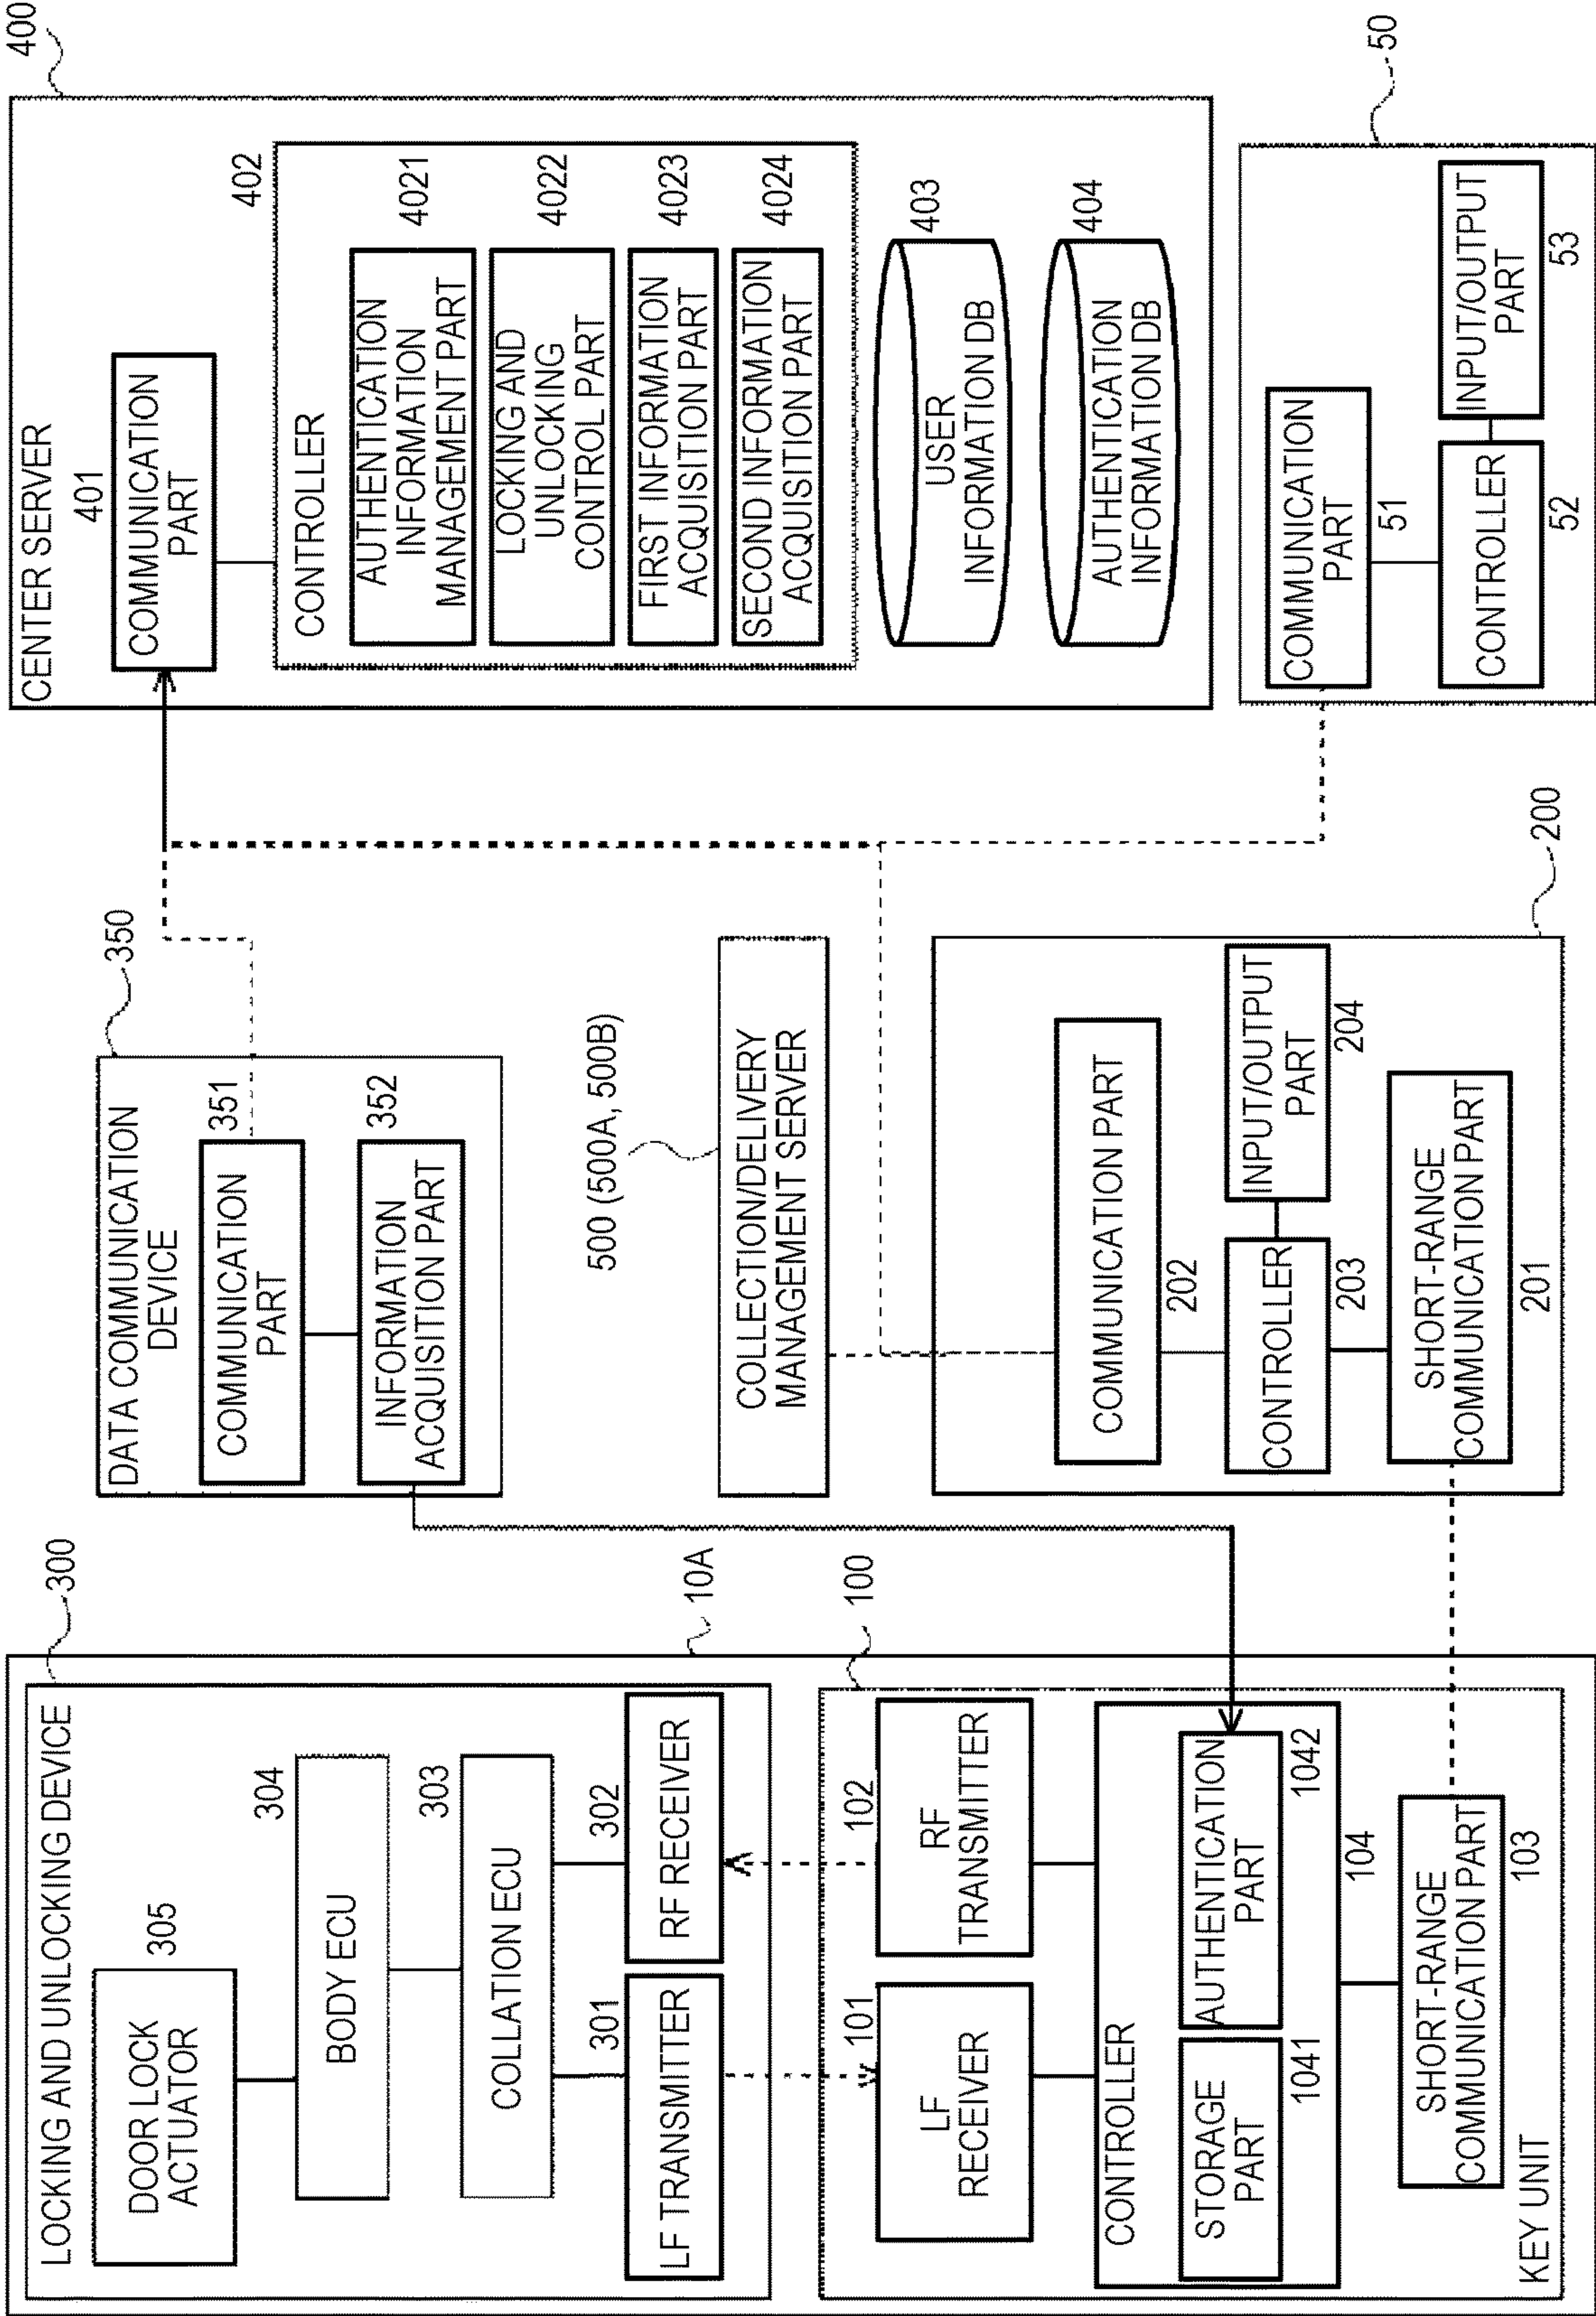 LOCKING AND UNLOCKING DEVICE
300
DOOR LOCK
ACTUATOR
305
BODY ECU
304
COLLATION ECU
303
LF TRANSMITTER
301
RF RECEIVER
302
10A
100
LF
RECEIVER
101
RF
TRANSMITTER
102
CONTROLLER
STORAGE
PART
1041
AUTHENTICATION
PART
1042
104
SHORT-RANGE
COMMUNICATION PART
103
KEY UNIT
DATA COMMUNICATION
DEVICE
350
COMMUNICATION
PART
351
INFORMATION
ACQUISITION PART
352
500 (500A, 500B)
COLLECTION/DELIVERY
MANAGEMENT SERVER
200
COMMUNICATION PART
202
CONTROLLER
203
INPUT/OUTPUT
PART
204
SHORT-RANGE
COMMUNICATION PART
201
CENTER SERVER
400
401
COMMUNICATION
PART
CONTROLLER
402
AUTHENTICATION
INFORMATION
MANAGEMENT PART
4021
LOCKING AND
UNLOCKING
CONTROL PART
4022
FIRST INFORMATION
ACQUISITION PART
4023
SECOND INFORMATION
ACQUISITION PART
4024
USER
INFORMATION DB
403
AUTHENTICATION
INFORMATION DB
404
50
COMMUNICATION
PART
51
CONTROLLER
52
INPUT/OUTPUT
PART
53